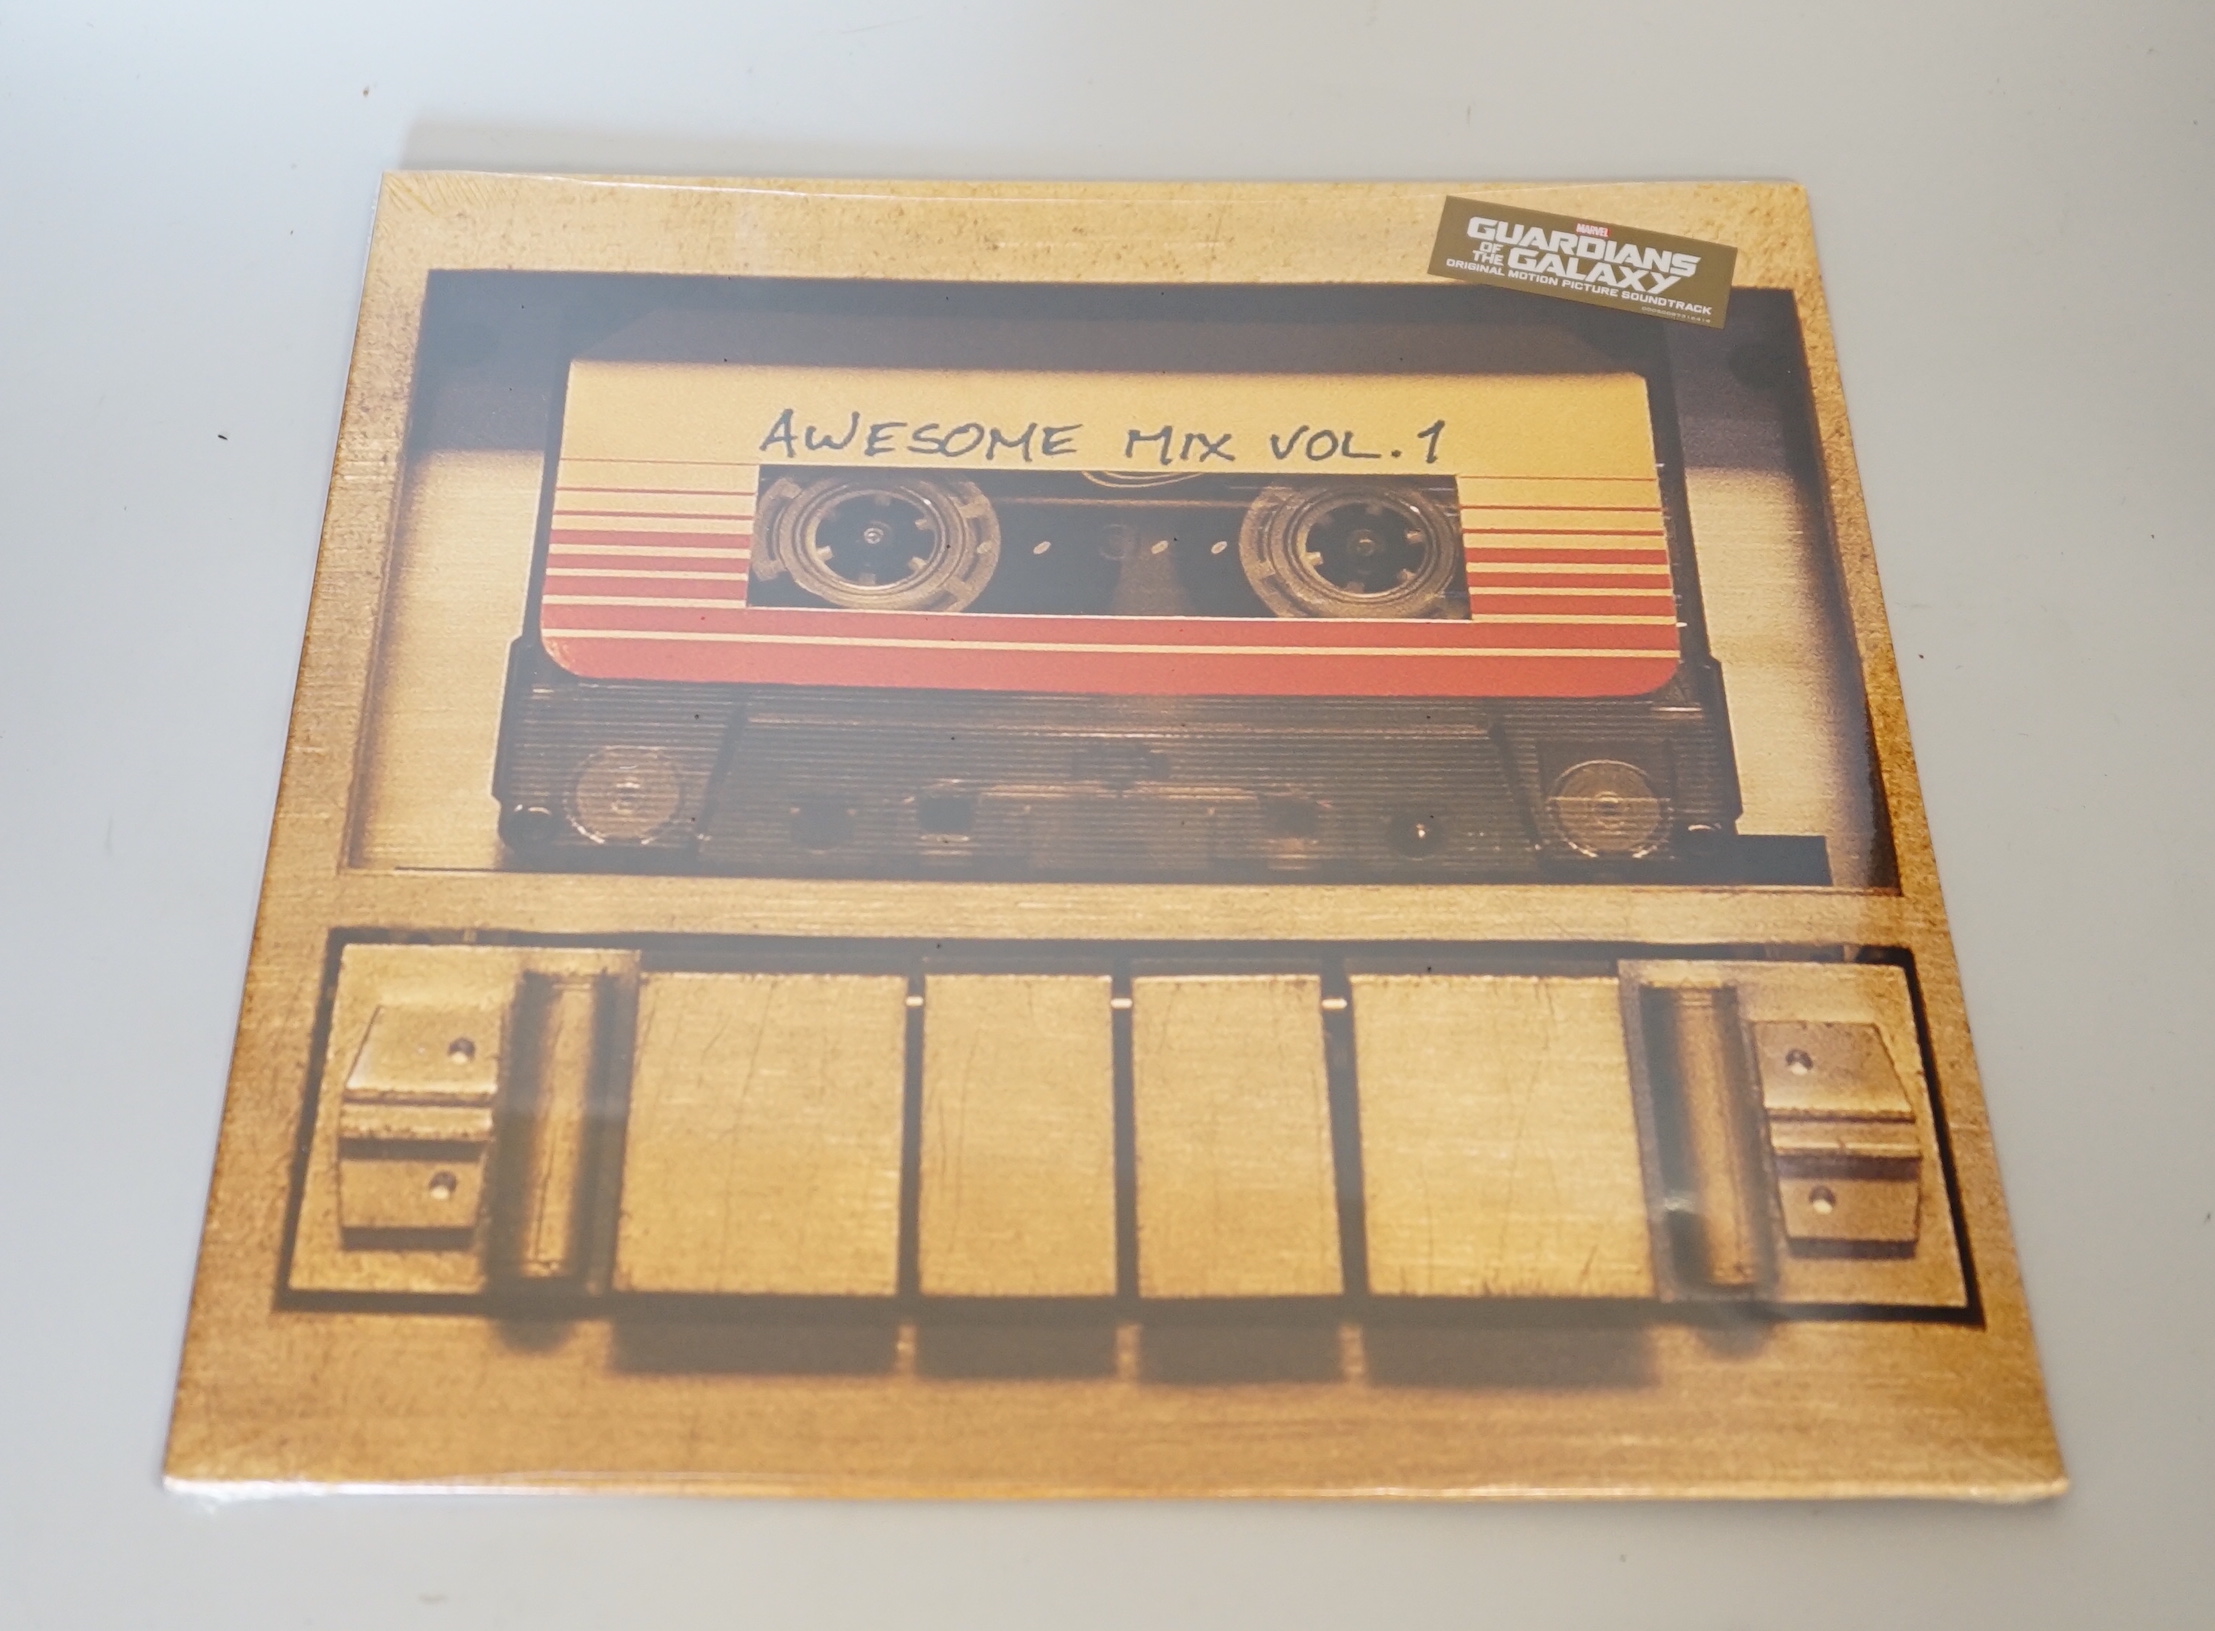 MARVEL
GUARDIANS
OF THE GALAXY
ORIGINAL MOTION PICTURE SOUNDTRACK
AWESOME MIX VOL.1